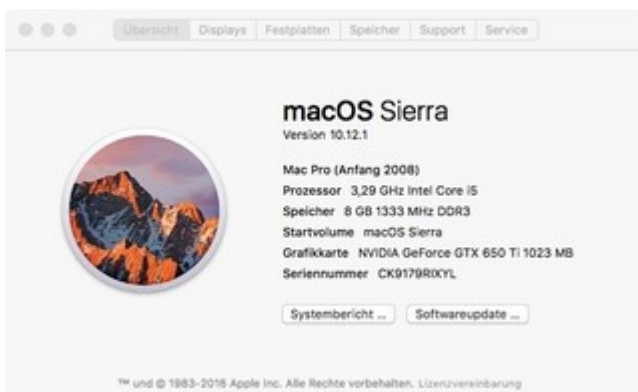 Übersicht Displays Festplatten Speicher Support Service
macOS Sierra
Version 10.12.1
Mac Pro (Anfang 2008)
Prozessor 3,29 GHz Intel Core i5
Speicher 8 GB 1333 MHz DDR3
Startvolume macOS Sierra
Grafikkarte NVIDIA GeForce GTX 650 Ti 1023 MB
Seriennummer CK9179RIXYL
Systembericht ... Softwareupdate ...
™ und © 1983-2016 Apple Inc. Alle Rechte vorbehalten. Lizenzvereinbarung